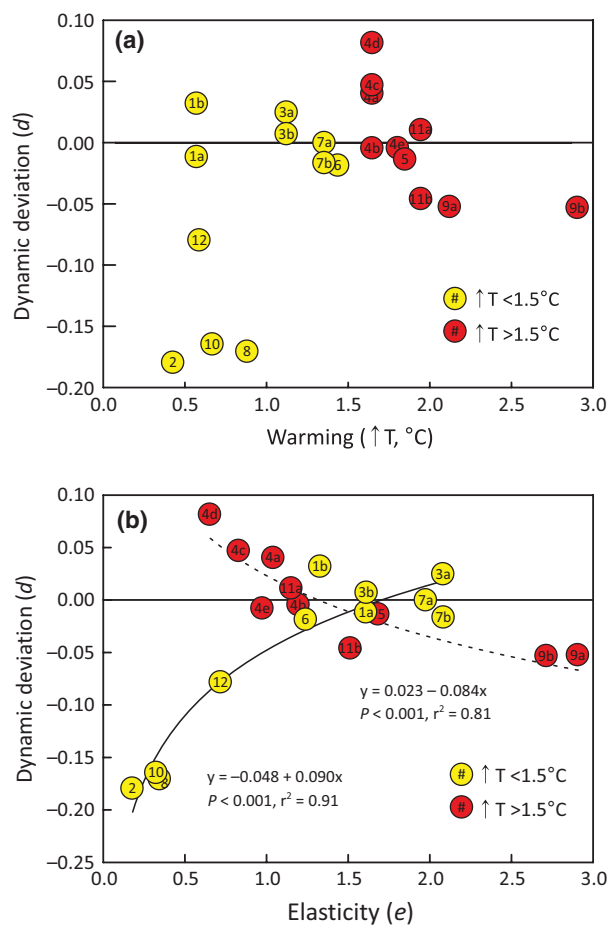 (a)
0.10
0.05
0.00
−0.05
−0.10
−0.15
−0.20
Dynamic deviation (d)
4d
4c
4a
1b
3a
3b
11a
7a
4b
4e
1a
7b
6
5
11b
9a
9b
12
10
8
2
# ↑T <1.5°C
# ↑T >1.5°C
0.0 0.5 1.0 1.5 2.0 2.5 3.0
Warming (↑T, °C)
(b)
0.10
0.05
0.00
−0.05
−0.10
−0.15
−0.20
−0.25
Dynamic deviation (d)
4d
4c
4a
1b
3a
11a
3b
7a
4e
4b
1a
5
7b
6
11b
9b
9a
12
10
8
2
y = 0.023 − 0.084x
P < 0.001, r² = 0.81
y = −0.048 + 0.090x
P < 0.001, r² = 0.91
# ↑T <1.5°C
# ↑T >1.5°C
0.0 0.5 1.0 1.5 2.0 2.5 3.0
Elasticity (e)